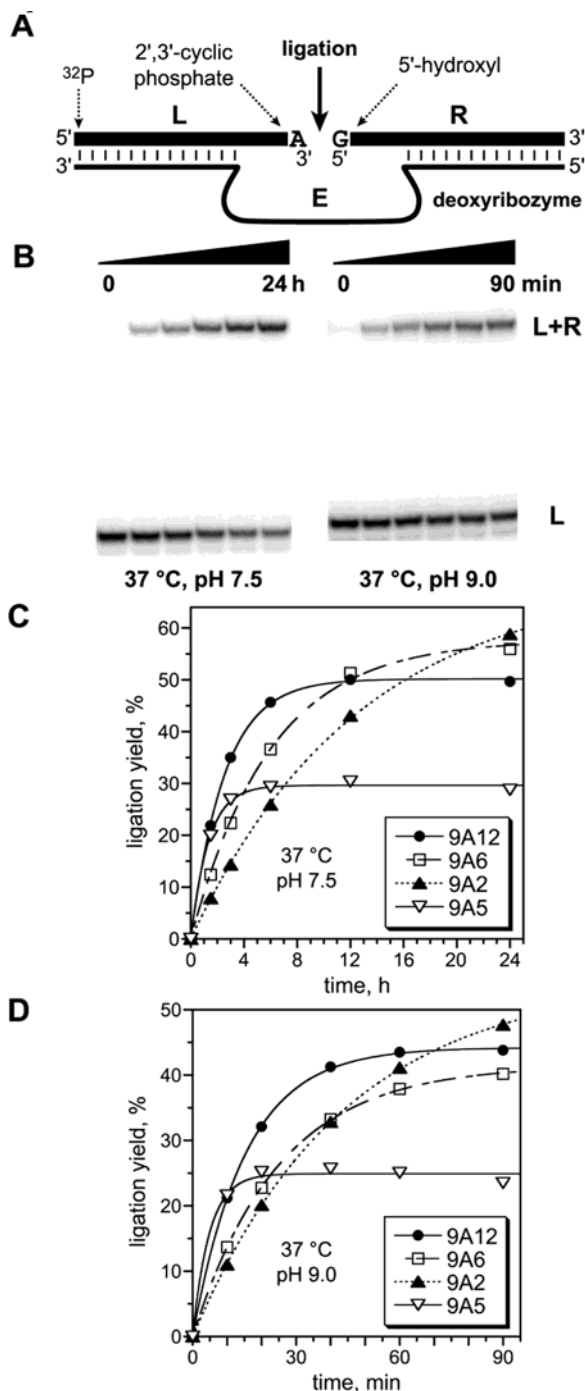 A
ligation
2',3'-cyclic
phosphate
5'-hydroxyl
32P
L
R
5'
A
G
3'
3'
5'
3'
5'
E
deoxyribozyme
B
0
24 h
0
90 min
L+R
L
37 °C, pH 7.5
37 °C, pH 9.0
C
60
50
40
30
20
10
0
ligation yield, %
37 °C
pH 7.5
9A12
9A6
9A2
9A5
0
4
8
12
16
20
24
time, h
D
50
40
30
20
10
0
ligation yield, %
37 °C
pH 9.0
9A12
9A6
9A2
9A5
0
30
60
90
time, min